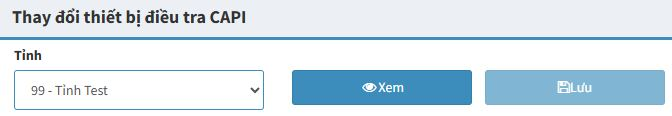 Thay đổi thiết bị điều tra CAPI
Tỉnh
99 - Tỉnh Test
Xem
Lưu